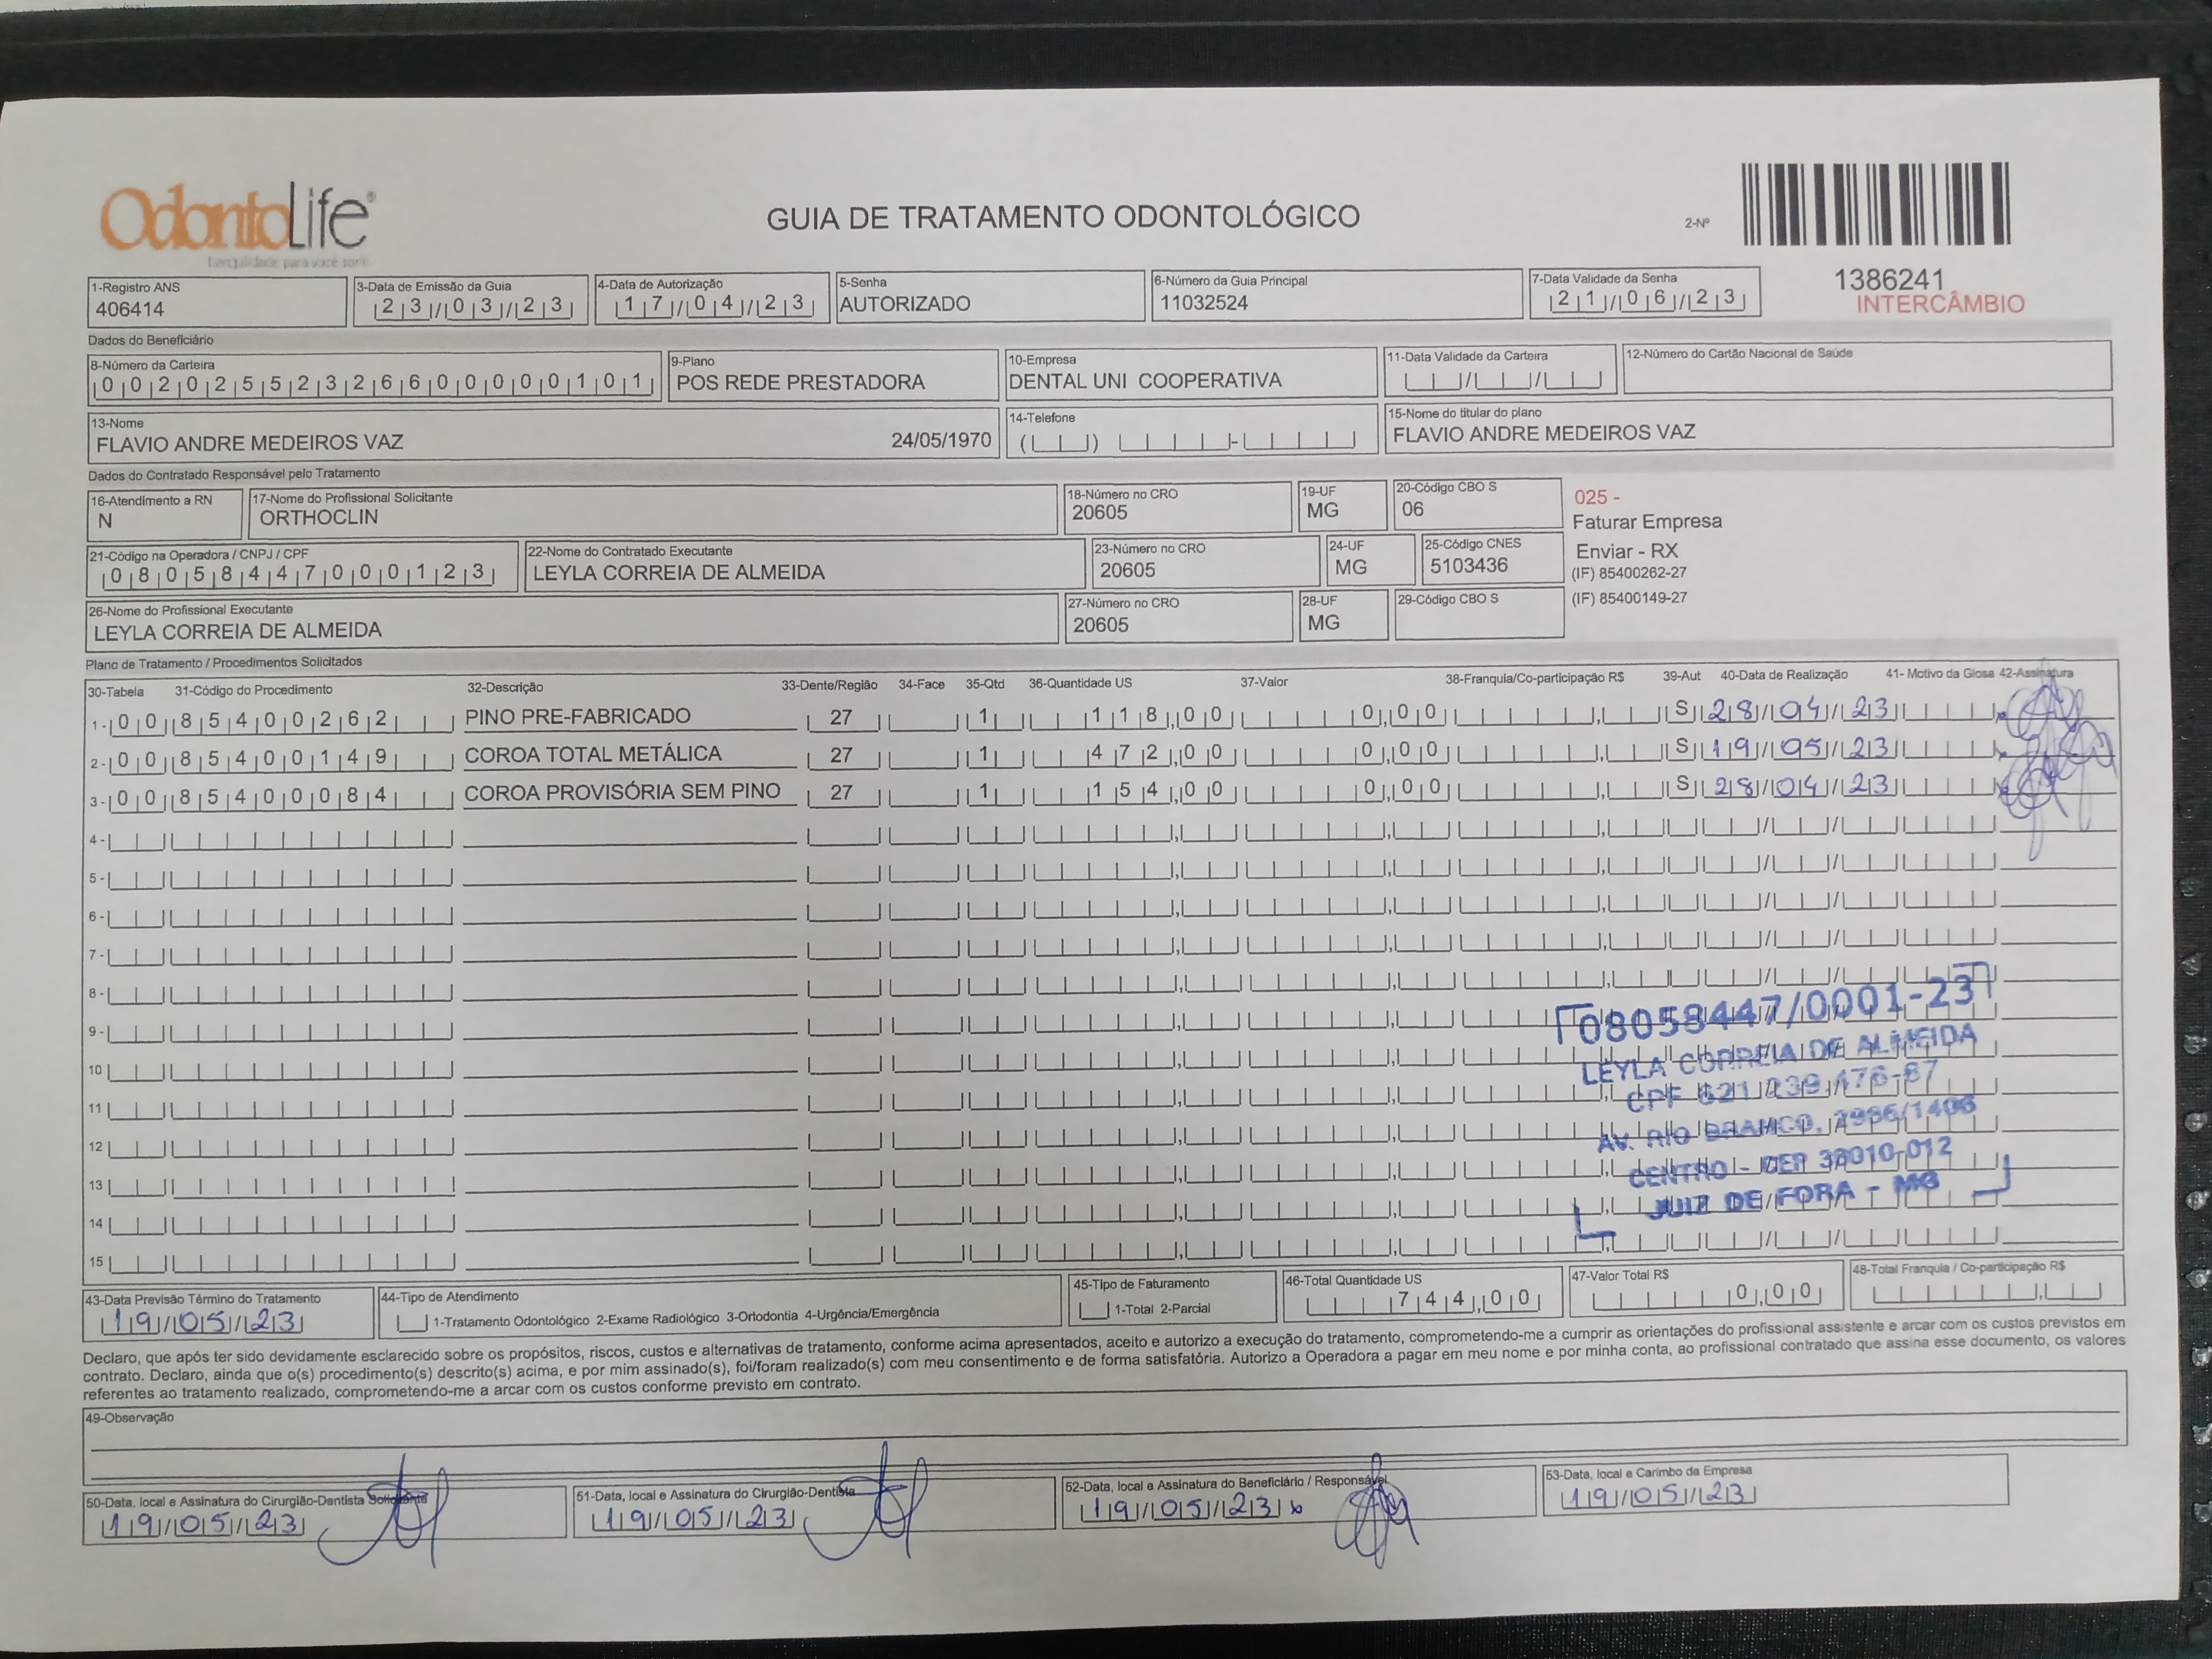 OdontoLife®
tranquilidade para você sorrir
GUIA DE TRATAMENTO ODONTOLÓGICO
2-Nº
1386241
INTERCÂMBIO
1-Registro ANS
406414
3-Data de Emissão da Guia
23/03/23
4-Data de Autorização
17/04/23
5-Senha
AUTORIZADO
6-Número da Guia Principal
11032524
7-Data Validade da Senha
21/06/23
Dados do Beneficiário
8-Número da Carteira
00202552326600000101
9-Plano
POS REDE PRESTADORA
10-Empresa
DENTAL UNI COOPERATIVA
11-Data Validade da Carteira
12-Número do Cartão Nacional de Saúde
13-Nome
FLAVIO ANDRE MEDEIROS VAZ 24/05/1970
14-Telefone
15-Nome do titular do plano
FLAVIO ANDRE MEDEIROS VAZ
Dados do Contratado Responsável pelo Tratamento
16-Atendimento a RN
N
17-Nome do Profissional Solicitante
ORTHOCLIN
18-Número no CRO
20605
19-UF
MG
20-Código CBO S
06
025 -
Faturar Empresa
Enviar - RX
(IF) 85400262-27
(IF) 85400149-27
21-Código na Operadora / CNPJ / CPF
08058447000123
22-Nome do Contratado Executante
LEYLA CORREIA DE ALMEIDA
23-Número no CRO
20605
24-UF
MG
25-Código CNES
5103436
26-Nome do Profissional Executante
LEYLA CORREIA DE ALMEIDA
27-Número no CRO
20605
28-UF
MG
29-Código CBO S
Plano de Tratamento / Procedimentos Solicitados
30-Tabela 31-Código do Procedimento 32-Descrição 33-Dente/Região 34-Face 35-Qtd 36-Quantidade US 37-Valor 38-Franquia/Co-participação R$ 39-Aut 40-Data de Realização 41- Motivo da Glosa 42-Assinatura
1- 00 85400262 PINO PRE-FABRICADO 27 1 118,00 0,00 S 28/04/23
2- 00 85400149 COROA TOTAL METÁLICA 27 1 472,00 0,00 S 19/05/23
3- 00 85400084 COROA PROVISÓRIA SEM PINO 27 1 154,00 0,00 S 28/04/23
4-
5-
6-
7-
8-
9-
10
11
12
13
14
15
08058447/0001-23
LEYLA CORREIA DE ALMEIDA
CPF
AV. RIO BRANCO,
CENTRO - CEP
JUIZ DE FORA - MG
43-Data Previsão Término do Tratamento
19/05/23
44-Tipo de Atendimento
1-Tratamento Odontológico 2-Exame Radiológico 3-Ortodontia 4-Urgência/Emergência
45-Tipo de Faturamento
1-Total 2-Parcial
46-Total Quantidade US
744,00
47-Valor Total R$
0,00
48-Total Franquia / Co-participação R$
Declaro, que após ter sido devidamente esclarecido sobre os propósitos, riscos, custos e alternativas de tratamento, conforme acima apresentados, aceito e autorizo a execução do tratamento, comprometendo-me a cumprir as orientações do profissional assistente e arcar com os custos previstos em
contrato. Declaro, ainda que o(s) procedimento(s) descrito(s) acima, e por mim assinado(s), foi/foram realizado(s) com meu consentimento e de forma satisfatória. Autorizo a Operadora a pagar em meu nome e por minha conta, ao profissional contratado que assina esse documento, os valores
referentes ao tratamento realizado, comprometendo-me a arcar com os custos conforme previsto em contrato.
49-Observação
50-Data, local e Assinatura do Cirurgião-Dentista Solicitante
19/05/23
51-Data, local e Assinatura do Cirurgião-Dentista
19/05/23
52-Data, local e Assinatura do Beneficiário / Responsável
19/05/23 x
53-Data, local e Carimbo da Empresa
19/05/23